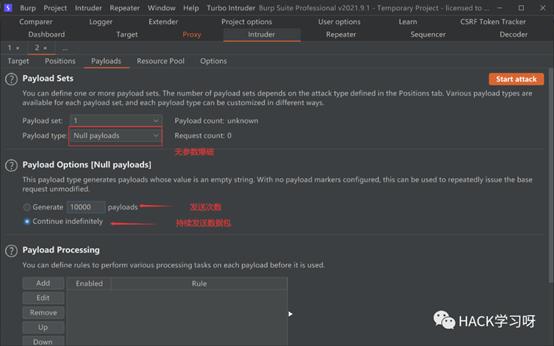 Burp Project Intruder Repeater Window Help Turbo Intruder Burp Suite Professional v2021.9.1 - Temporary Project - licensed to
Comparer Logger Extender Project options User options Learn CSRF Token Tracker
Dashboard Target Proxy Intruder Repeater Sequencer Decoder
1 × 2 × ...
Target Positions Payloads Resource Pool Options
Payload Sets
Start attack
You can define one or more payload sets. The number of payload sets depends on the attack type defined in the Positions tab. Various payload types are
available for each payload set, and each payload type can be customized in different ways.
Payload set: 1 Payload count: unknown
Payload type: Null payloads Request count: 0
无参数爆破
Payload Options [Null payloads]
This payload type generates payloads whose value is an empty string. With no payload markers configured, this can be used to repeatedly issue the base
request unmodified.
Generate 10000 payloads 发送次数
Continue indefinitely 持续发送数据包
Payload Processing
You can define rules to perform various processing tasks on each payload before it is used.
Add Enabled Rule
Edit
Remove
Up
Down
HACK学习呀